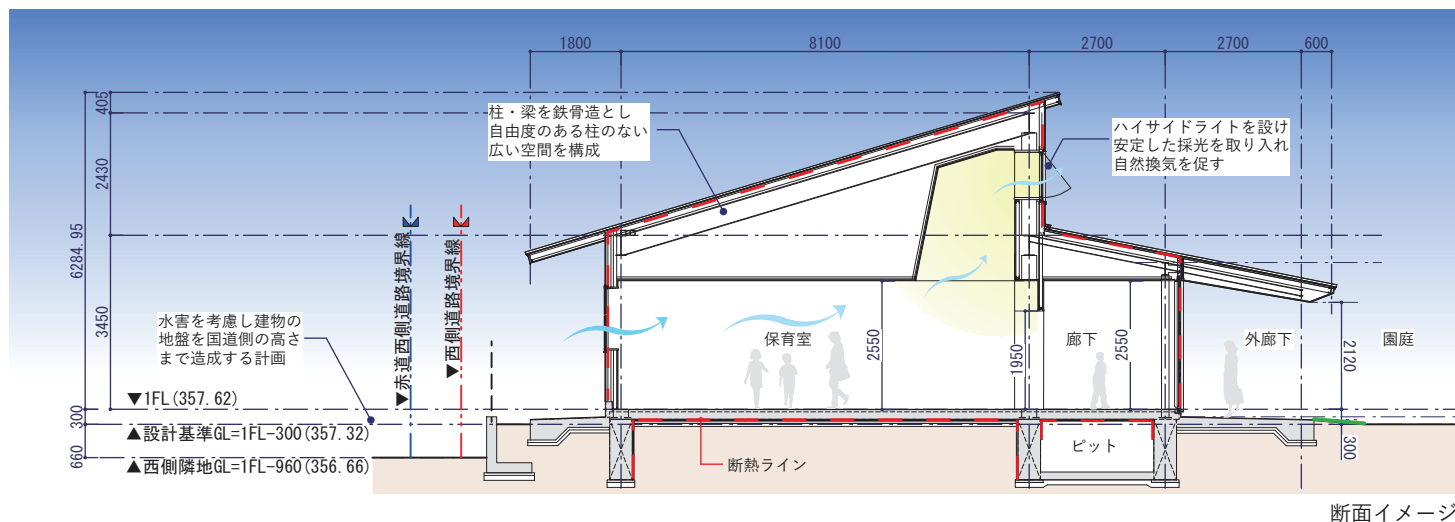 1800
8100
2700
2700
600
405
2430
6284.95
3450
300
660
柱・梁を鉄骨造とし
自由度のある柱のない
広い空間を構成
ハイサイドライトを設け
安定した採光を取り入れ
自然換気を促す
▼赤道西側道路境界線
▼西側道路境界線
水害を考慮し建物の
地盤を国道側の高さ
まで造成する計画
保育室
2550
1950
廊下
2550
外廊下
2120
園庭
▼1FL(357.62)
▲設計基準GL=1FL-300(357.32)
▲西側隣地GL=1FL-960(356.66)
断熱ライン
ピット
300
断面イメージ